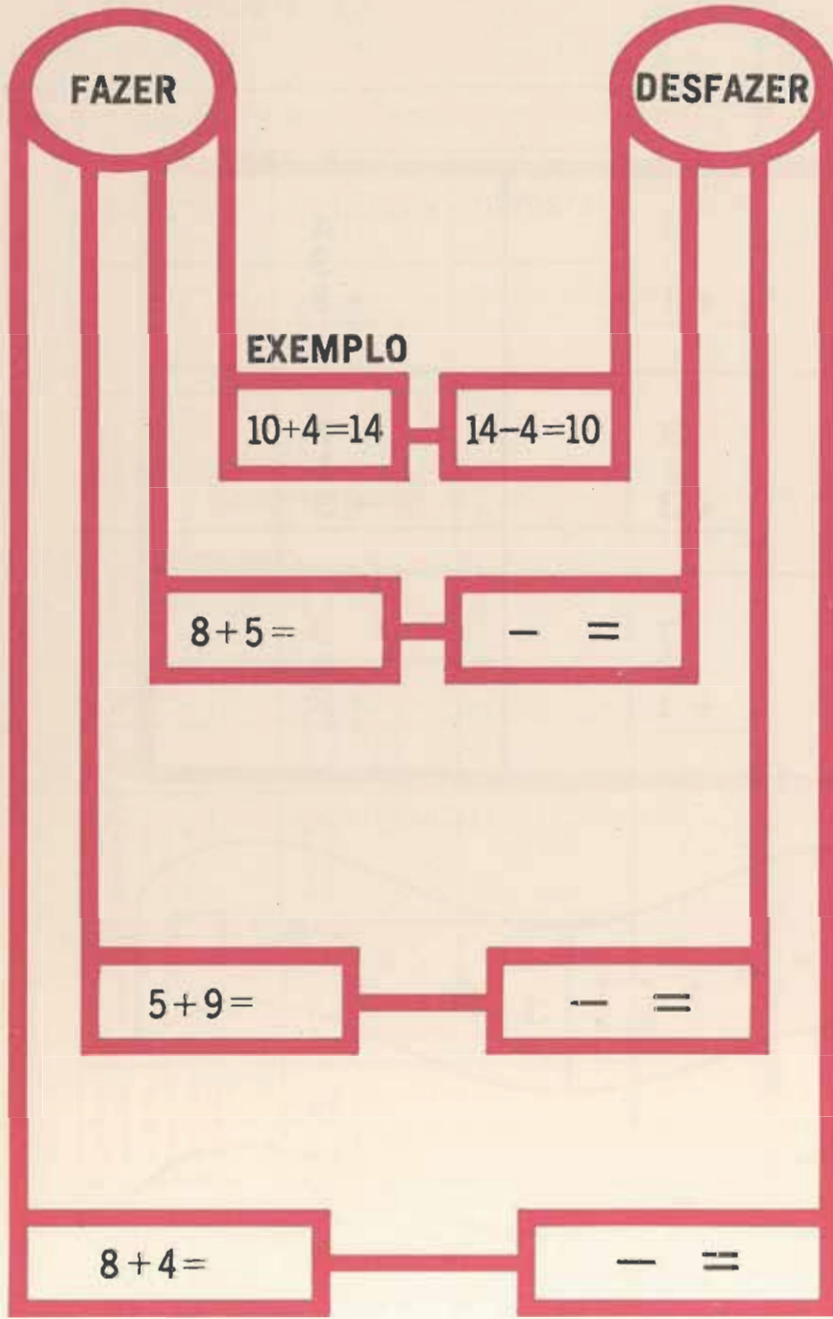 FAZER
DESFAZER
EXEMPLO
10+4=14
14-4=10
8+5=
- =
5+9=
- =
8+4=
- =